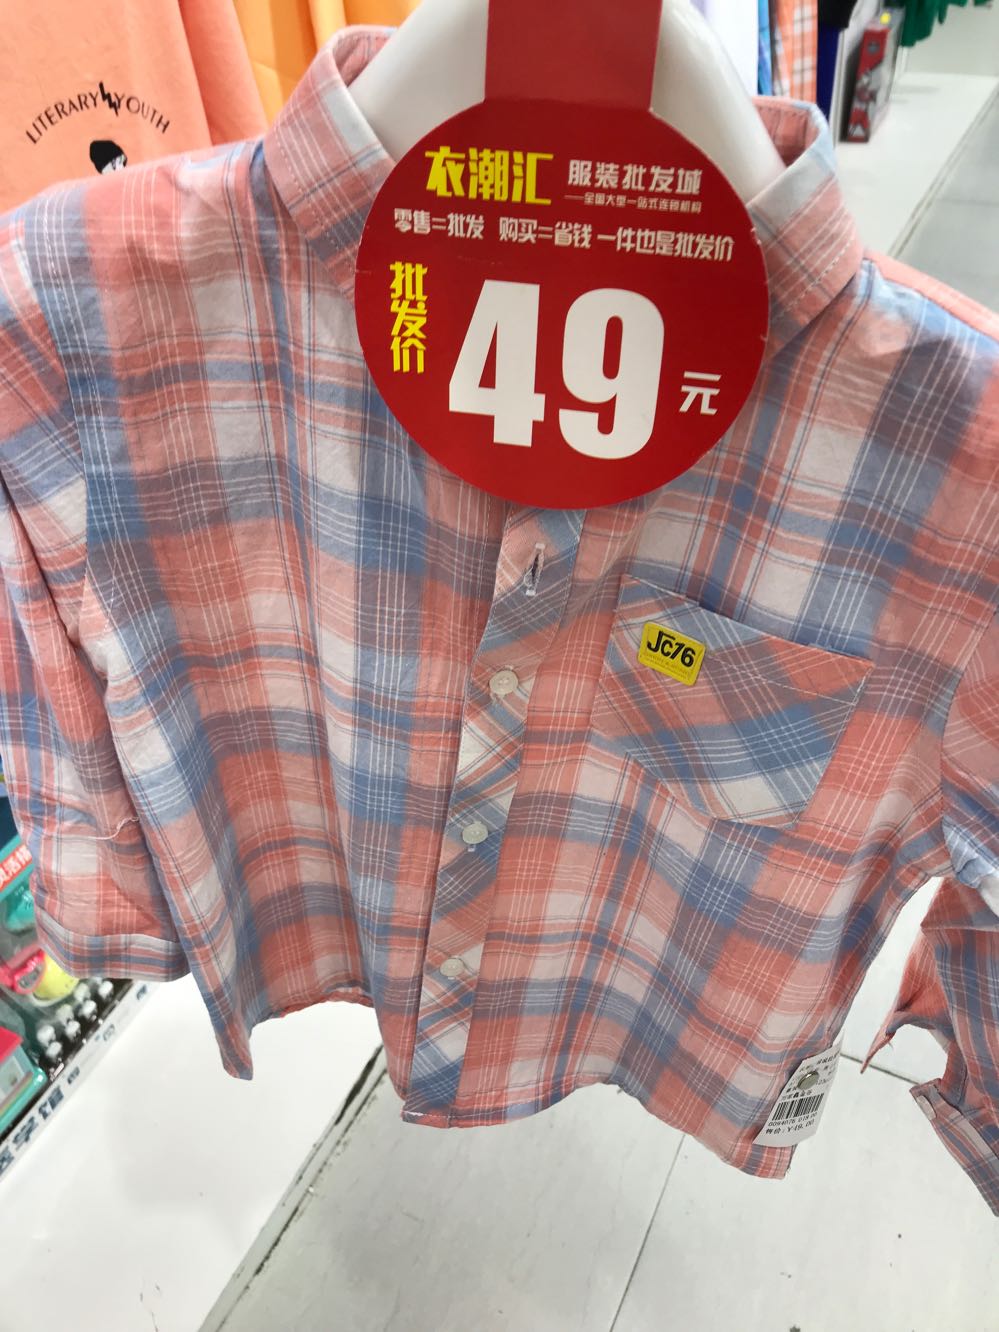 LITERARY YOUTH
衣潮汇 服装批发城
全国大型一站式连锁机构
零售=批发 购买=省钱 一件也是批发价
批发价
49元
JC76